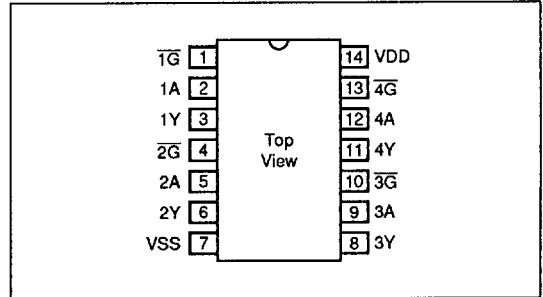 1G 1 14 VDD
1A 2 13 4G
1Y 3 12 4A
2G 4 Top View 11 4Y
2A 5 10 3G
2Y 6 9 3A
VSS 7 8 3Y